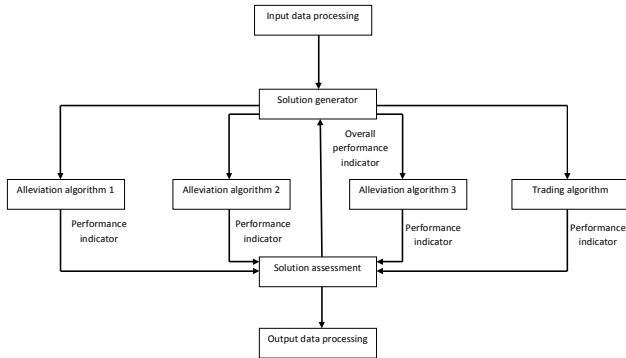 Input data processing
Solution generator
Overall
performance
indicator
Alleviation algorithm 1
Alleviation algorithm 2
Alleviation algorithm 3
Trading algorithm
Performance
indicator
Performance
indicator
Performance
indicator
Performance
indicator
Solution assessment
Output data processing